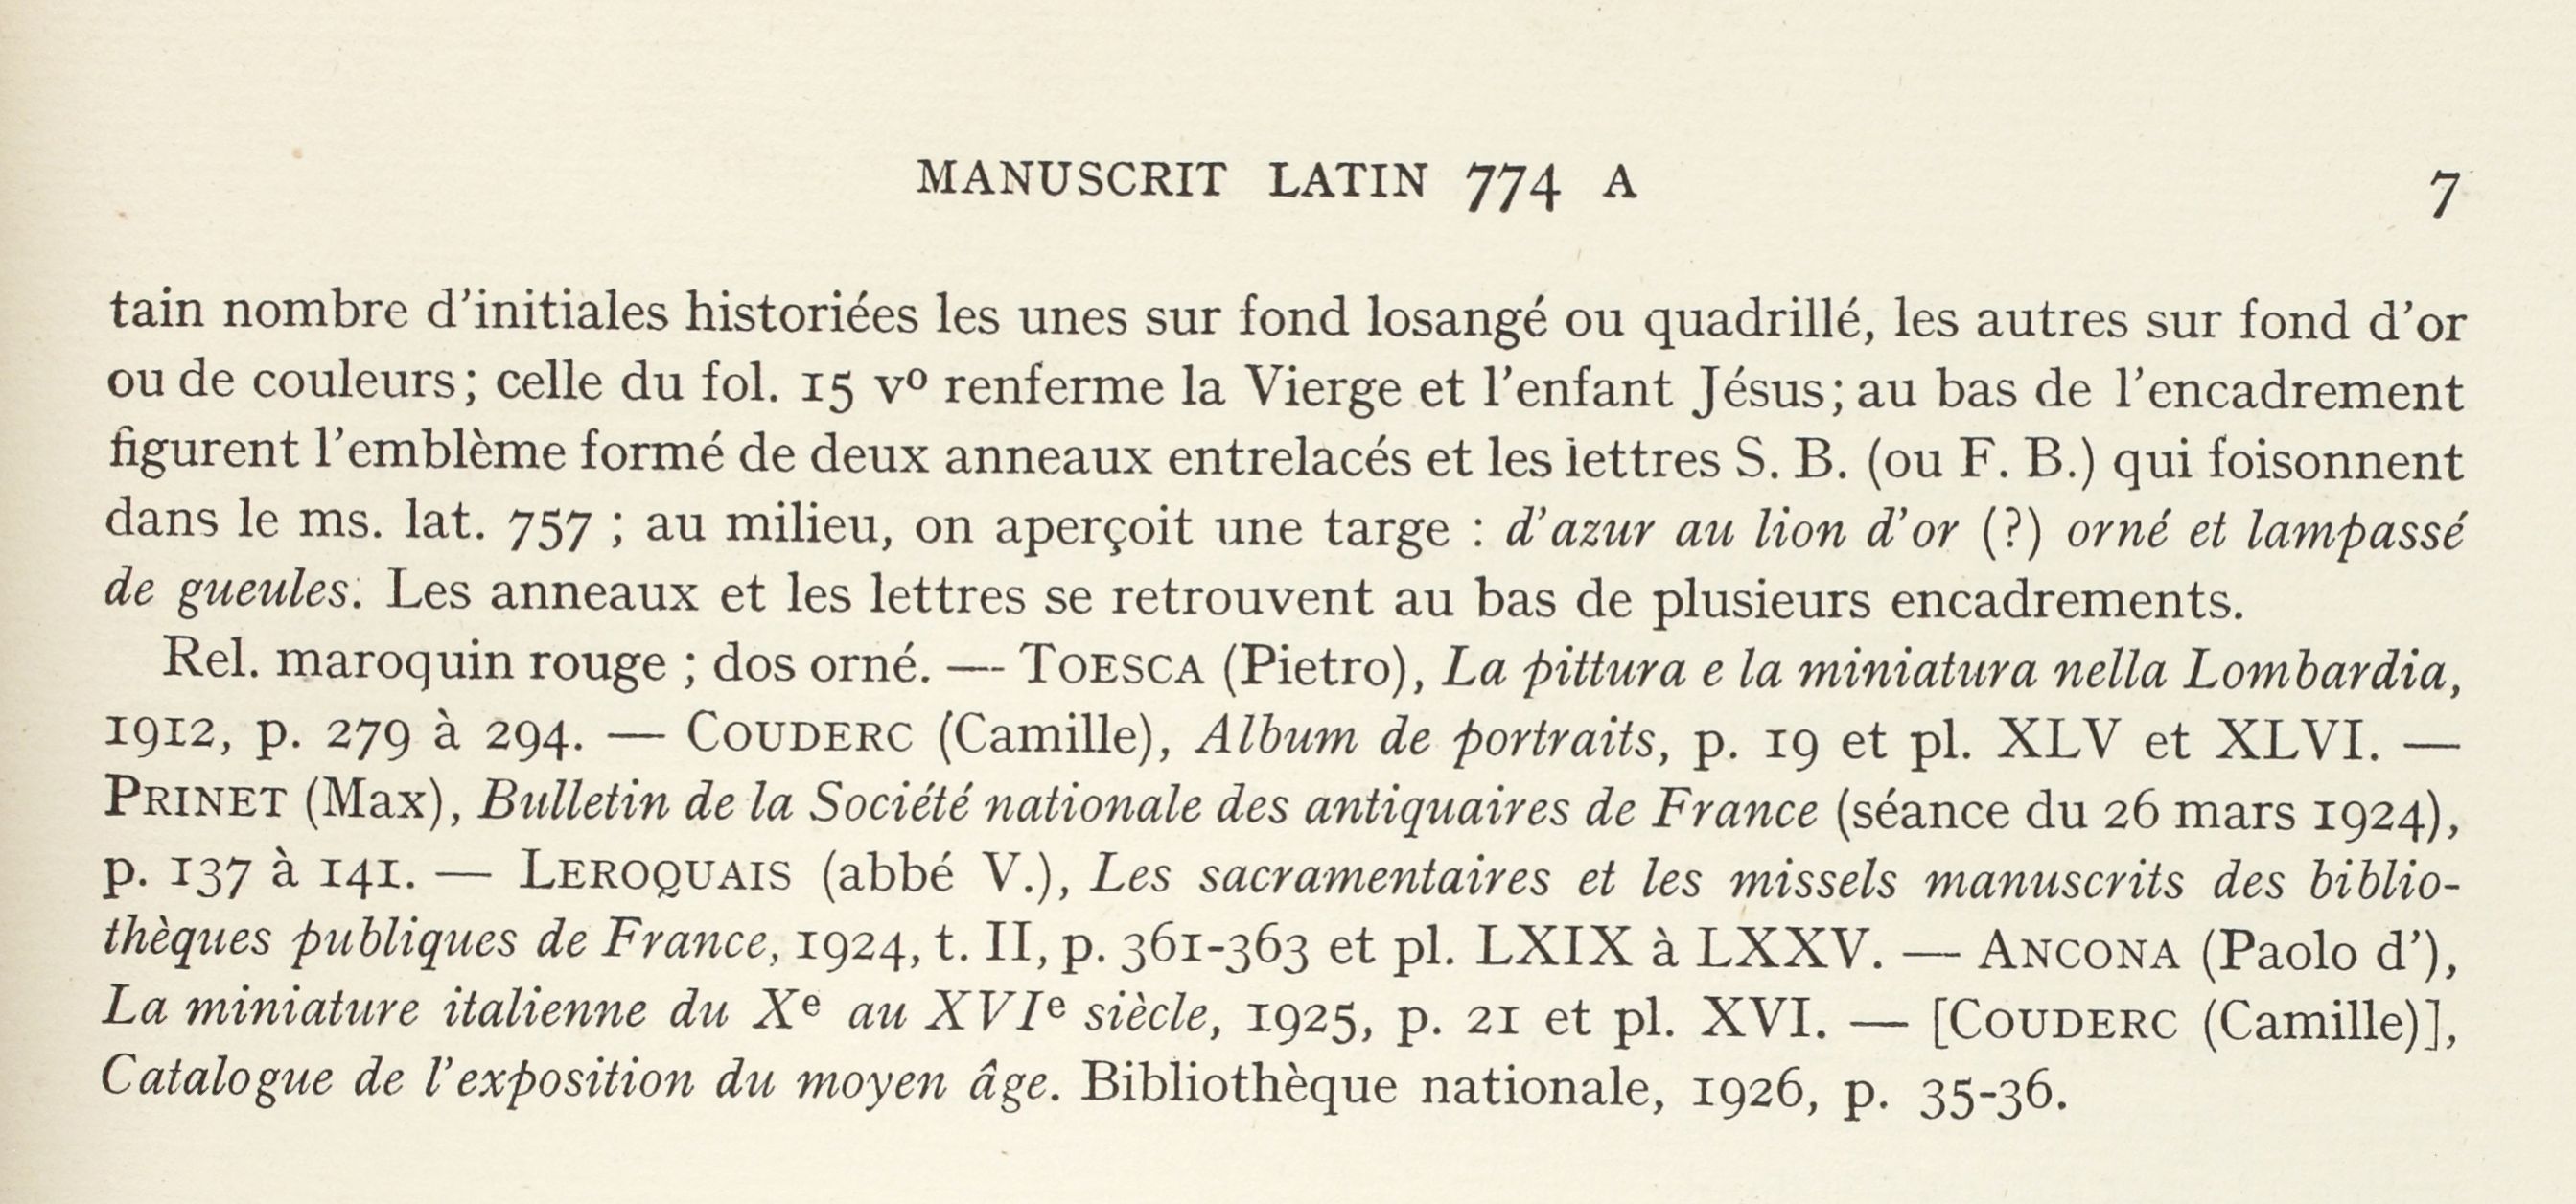 MANUSCRIT LATIN 774 A 7
tain nombre d'initiales historiées les unes sur fond losangé ou quadrillé, les autres sur fond d'or
ou de couleurs; celle du fol. 15 vº renferme la Vierge et l'enfant Jésus; au bas de l'encadrement
figurent l'emblème formé de deux anneaux entrelacés et les lettres S. B. (ou F. B.) qui foisonnent
dans le ms. lat. 757 ; au milieu, on aperçoit une targe : d'azur au lion d'or (?) orné et lampassé
de gueules. Les anneaux et les lettres se retrouvent au bas de plusieurs encadrements.
Rel. maroquin rouge ; dos orné. — TOESCA (Pietro), La pittura e la miniatura nella Lombardia,
1912, p. 279 à 294. — COUDERC (Camille), Album de portraits, p. 19 et pl. XLV et XLVI. —
PRINET (Max), Bulletin de la Société nationale des antiquaires de France (séance du 26 mars 1924),
p. 137 à 141. — LEROQUAIS (abbé V.), Les sacramentaires et les missels manuscrits des biblio-
thèques publiques de France, 1924, t. II, p. 361-363 et pl. LXIX à LXXV. — ANCONA (Paolo d'),
La miniature italienne du Xe au XVIe siècle, 1925, p. 21 et pl. XVI. — [COUDERC (Camille)],
Catalogue de l'exposition du moyen âge. Bibliothèque nationale, 1926, p. 35-36.